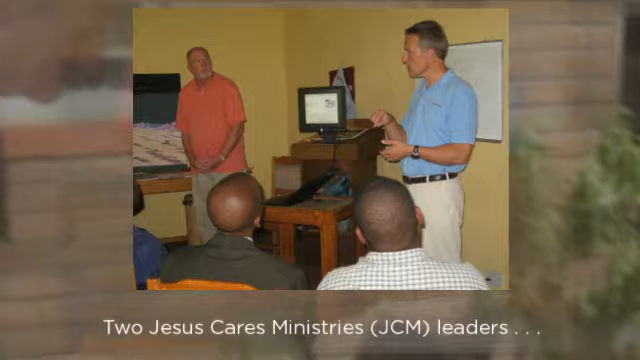 Two Jesus Cares Ministries (JCM) leaders . . .